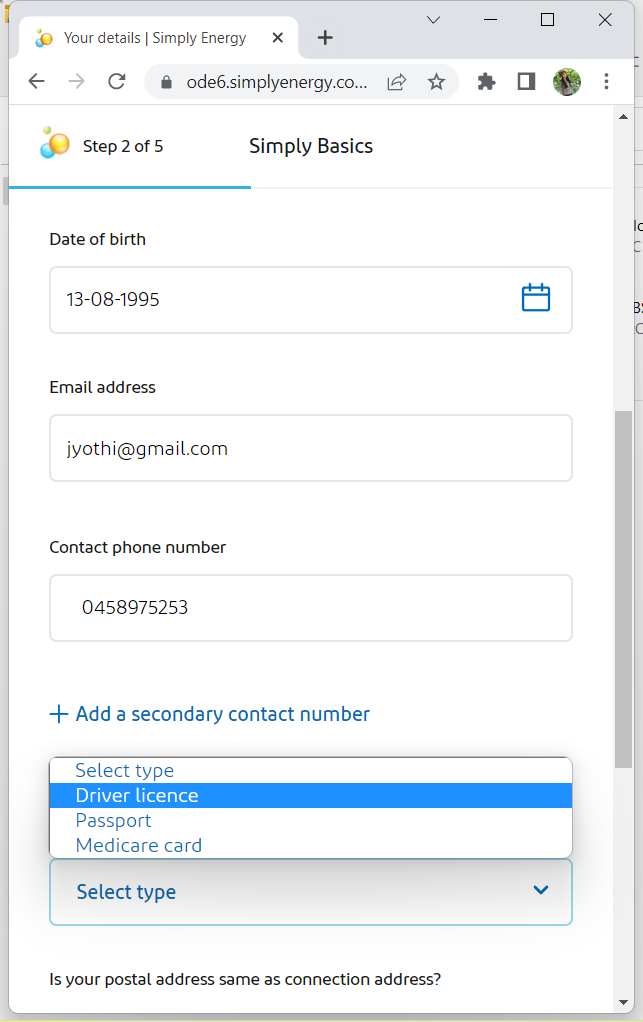 Your details | Simply Energy
ode6.simplyenergy.co...
Step 2 of 5
Simply Basics
Date of birth
13-08-1995
Email address
jyothi@gmail.com
Contact phone number
0458975253
+ Add a secondary contact number
Select type
Driver licence
Passport
Medicare card
Select type
Is your postal address same as connection address?